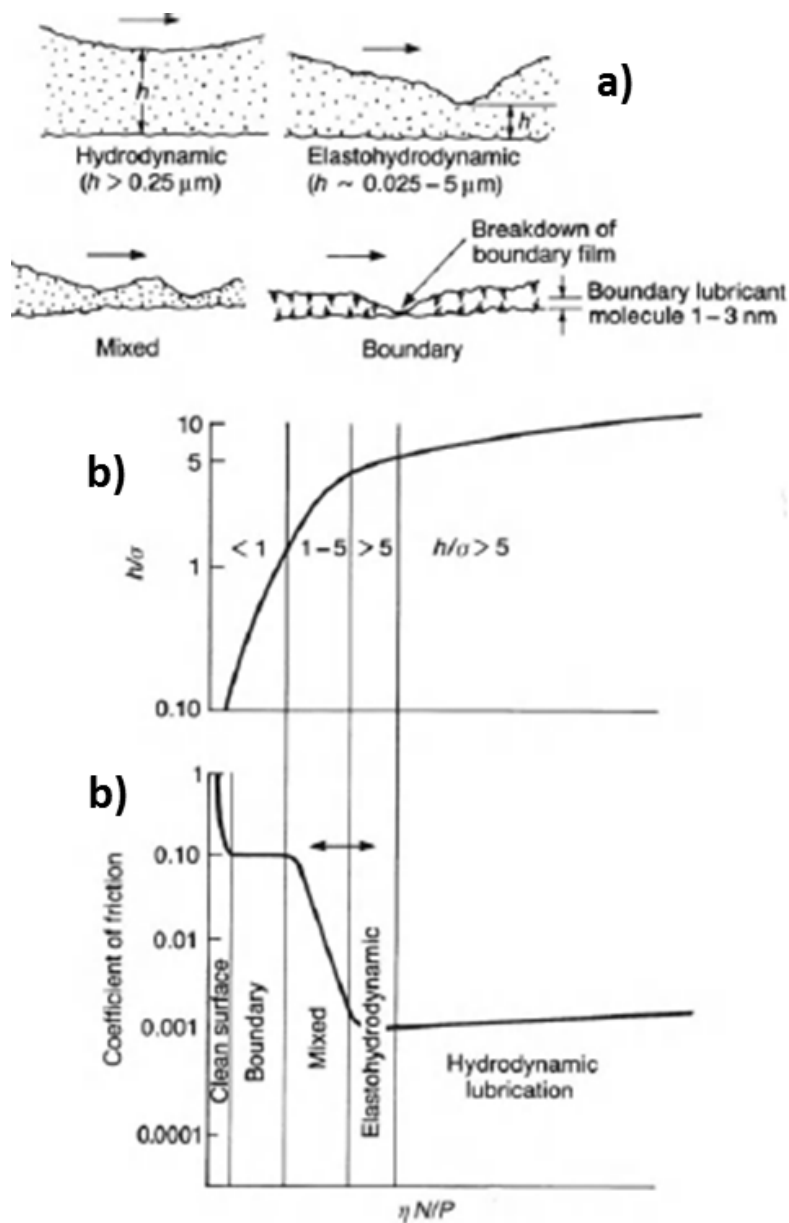 a)
h
h
Hydrodynamic
(h > 0.25 μm)
Elastohydrodynamic
(h ~ 0.025 – 5 μm)
Breakdown of
boundary film
Boundary lubricant
molecule 1 – 3 nm
Mixed
Boundary
b)
10
5
1
0.10
h/σ
< 1
1 – 5
> 5
h/σ > 5
b)
1
0.10
0.01
0.001
0.0001
Coefficient of friction
Clean surface
Boundary
Mixed
Elastohydrodynamic
Hydrodynamic
lubrication
η N/P